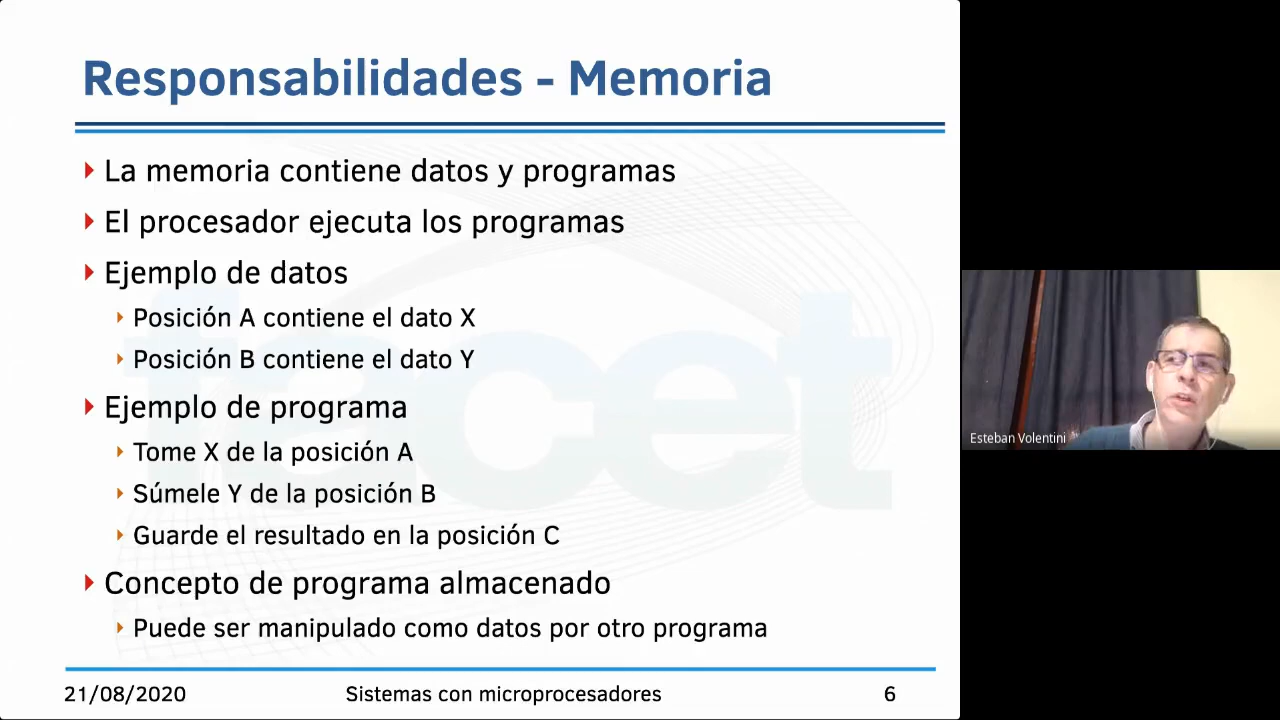 Responsabilidades - Memoria
La memoria contiene datos y programas
El procesador ejecuta los programas
Ejemplo de datos
Posición A contiene el dato X
Posición B contiene el dato Y
Ejemplo de programa
Tome X de la posición A
Súmele Y de la posición B
Guarde el resultado en la posición C
Concepto de programa almacenado
Puede ser manipulado como datos por otro programa
21/08/2020 Sistemas con microprocesadores 6
facet
Esteban Volentini